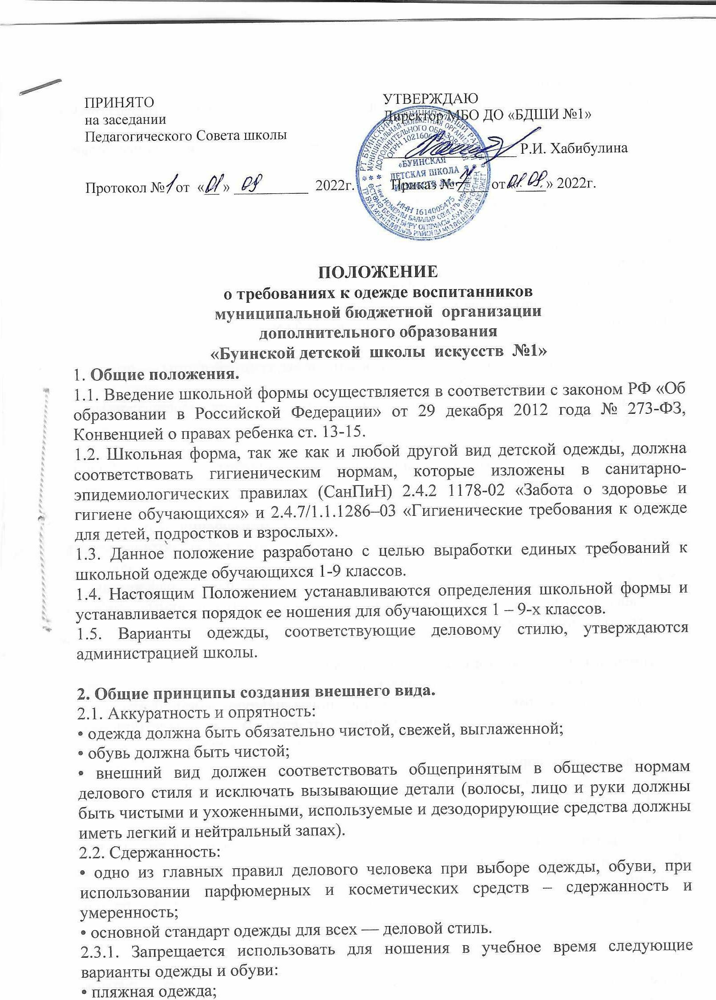 ПРИНЯТО
на заседании
Педагогического Совета школы
Протокол №1 от «01» 09 2022г.
УТВЕРЖДАЮ
Директор МБО ДО «БДШИ №1»
Р.И. Хабибулина
Приказ № от «01.09.» 2022г.
РТ БУИНСКИЙ МУНИЦИПАЛЬНЫЙ РАЙОН
МУНИЦИПАЛЬНАЯ БЮДЖЕТНАЯ ОРГАНИЗАЦИЯ
ДОПОЛНИТЕЛЬНОГО ОБРАЗОВАНИЯ
«БУИНСКАЯ
ДЕТСКАЯ ШКОЛА
ИСКУССТВ №1»
ИНН 1614005475
ПОЛОЖЕНИЕ
о требованиях к одежде воспитанников
муниципальной бюджетной организации
дополнительного образования
«Буинской детской школы искусств №1»
1. Общие положения.
1.1. Введение школьной формы осуществляется в соответствии с законом РФ «Об
образовании в Российской Федерации» от 29 декабря 2012 года № 273-ФЗ,
Конвенцией о правах ребенка ст. 13-15.
1.2. Школьная форма, так же как и любой другой вид детской одежды, должна
соответствовать гигиеническим нормам, которые изложены в санитарно-
эпидемиологических правилах (СанПиН) 2.4.2 1178-02 «Забота о здоровье и
гигиене обучающихся» и 2.4.7/1.1.1286–03 «Гигиенические требования к одежде
для детей, подростков и взрослых».
1.3. Данное положение разработано с целью выработки единых требований к
школьной одежде обучающихся 1-9 классов.
1.4. Настоящим Положением устанавливаются определения школьной формы и
устанавливается порядок ее ношения для обучающихся 1 – 9-х классов.
1.5. Варианты одежды, соответствующие деловому стилю, утверждаются
администрацией школы.
2. Общие принципы создания внешнего вида.
2.1. Аккуратность и опрятность:
• одежда должна быть обязательно чистой, свежей, выглаженной;
• обувь должна быть чистой;
• внешний вид должен соответствовать общепринятым в обществе нормам
делового стиля и исключать вызывающие детали (волосы, лицо и руки должны
быть чистыми и ухоженными, используемые и дезодорирующие средства должны
иметь легкий и нейтральный запах).
2.2. Сдержанность:
• одно из главных правил делового человека при выборе одежды, обуви, при
использовании парфюмерных и косметических средств – сдержанность и
умеренность;
• основной стандарт одежды для всех — деловой стиль.
2.3.1. Запрещается использовать для ношения в учебное время следующие
варианты одежды и обуви:
• пляжная одежда;